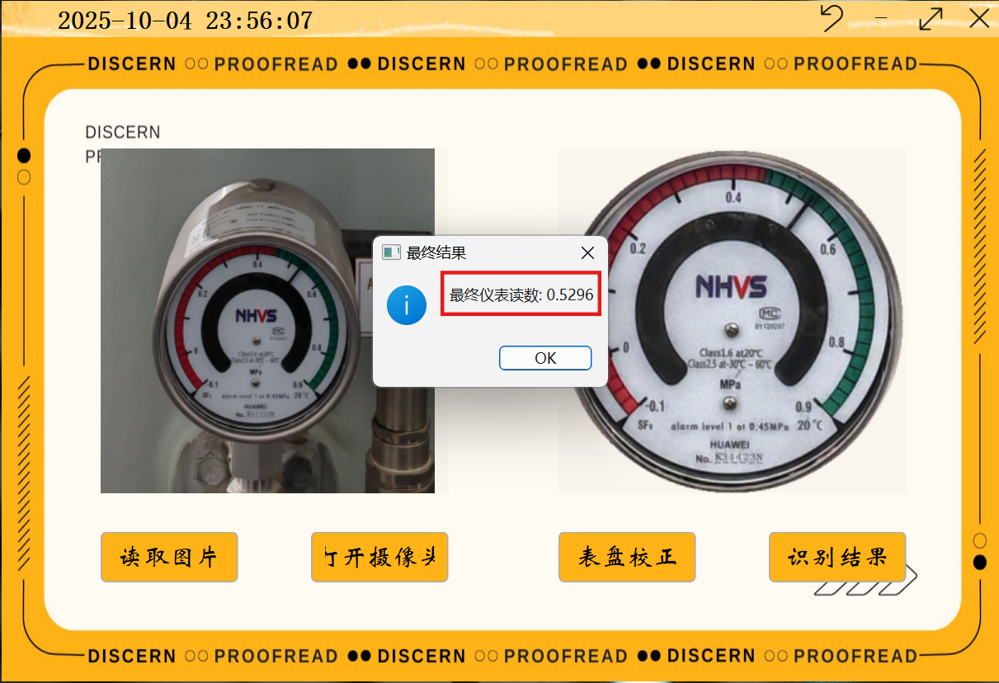 2025-10-04 23:56:07
DISCERN PROOFREAD DISCERN PROOFREAD DISCERN PROOFREAD
DISCERN
0.4
0.2
0.6
NHVS
MC
0
0.8
Class1.6 at20℃
Class2.5 at-30℃~60℃
MPa
-0.1
0.9
SF₆
alarm level 1 at 0.45MPa
20℃
HUAWEI
No. K31423N
最终结果
最终仪表读数: 0.5296
OK
0.4
0.2
0.6
NHVS
MC
01120207
0
0.8
Class1.6 at20℃
Class2.5 at-30℃~60℃
MPa
-0.1
0.9
SF₆
alarm level 1 at 0.45MPa
20℃
HUAWEI
No.
读取图片
打开摄像头
表盘校正
识别结果
DISCERN PROOFREAD DISCERN PROOFREAD DISCERN PROOFREAD